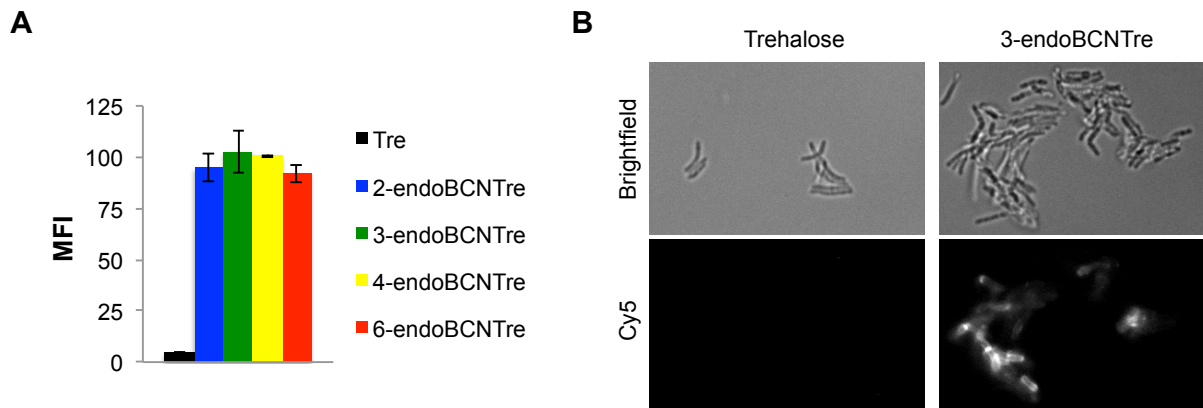 A
MFI
125
100
75
50
25
0
Tre
2-endoBCNTre
3-endoBCNTre
4-endoBCNTre
6-endoBCNTre
B
Trehalose
3-endoBCNTre
Brightfield
Cy5